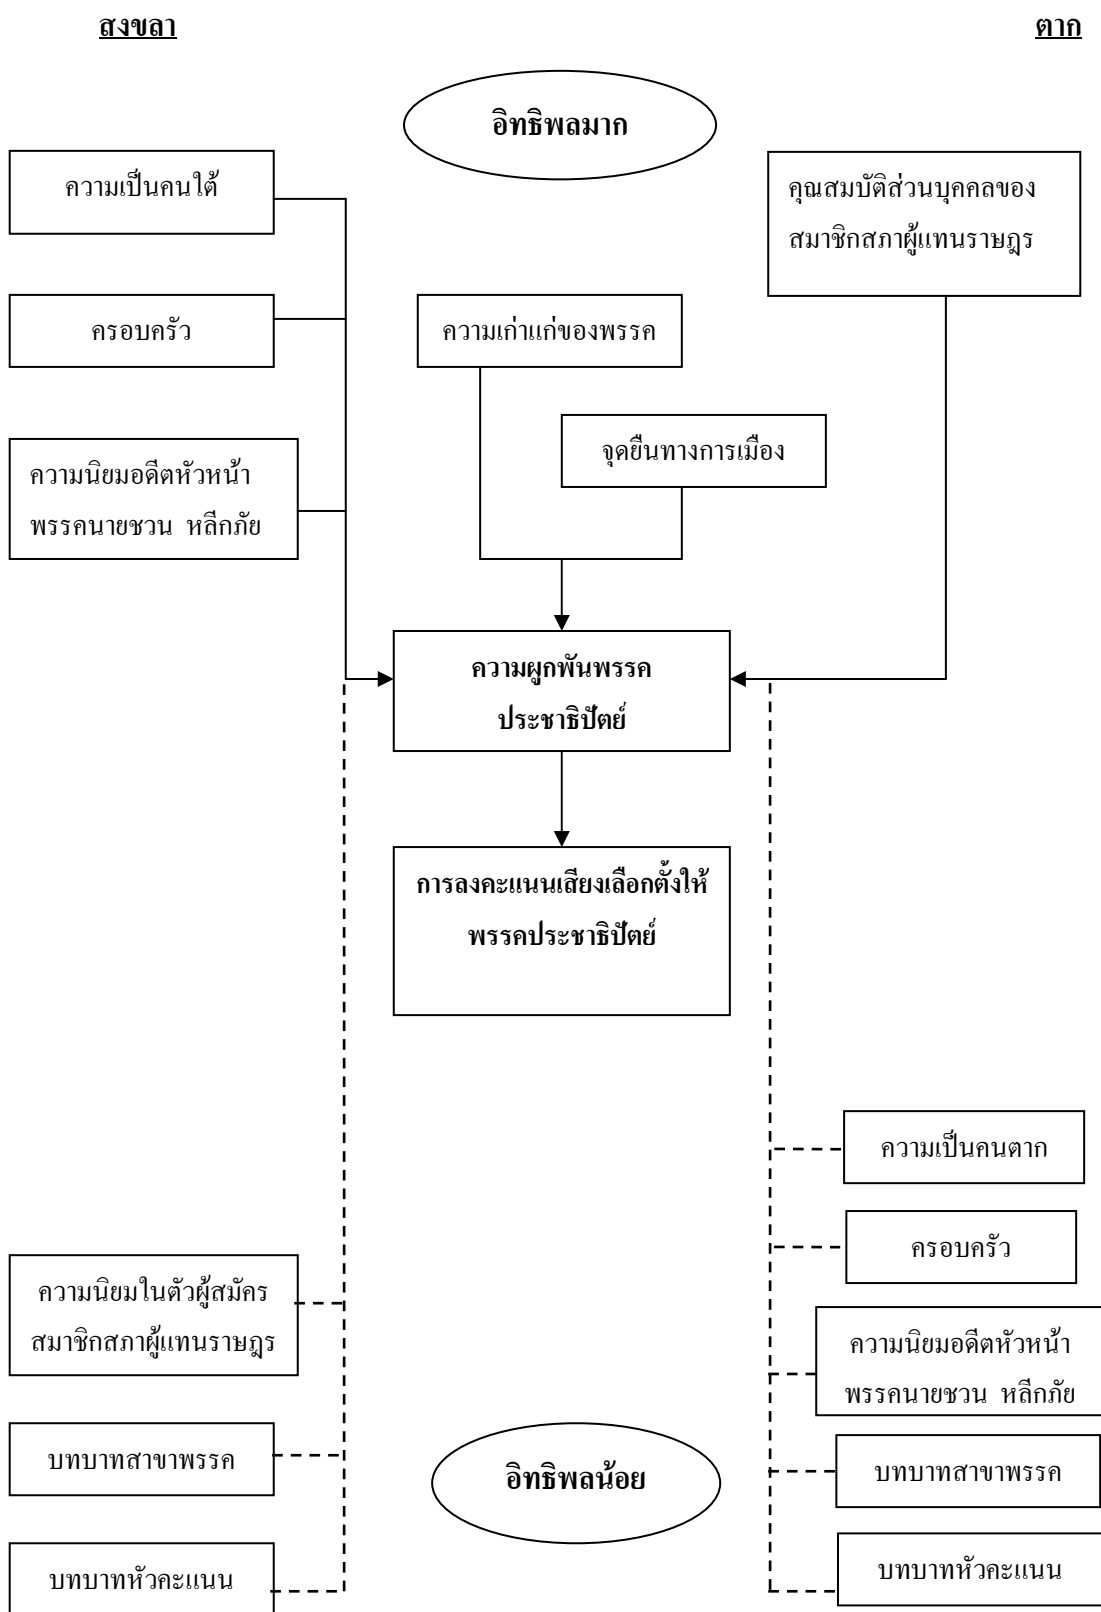 สงขลา
ตาก
อิทธิพลมาก
ความเป็นคนใต้
คุณสมบัติส่วนบุคคลของ
สมาชิกสภาผู้แทนราษฎร
ครอบครัว
ความเก่าแก่ของพรรค
จุดยืนทางการเมือง
ความนิยมอดีตหัวหน้า
พรรคนายชวน หลีกภัย
ความผูกพันพรรค
ประชาธิปัตย์
การลงคะแนนเสียงเลือกตั้งให้
พรรคประชาธิปัตย์
ความเป็นคนตาก
ครอบครัว
ความนิยมในตัวผู้สมัคร
สมาชิกสภาผู้แทนราษฎร
ความนิยมอดีตหัวหน้า
พรรคนายชวน หลีกภัย
บทบาทสาขาพรรค
อิทธิพลน้อย
บทบาทสาขาพรรค
บทบาทหัวคะแนน
บทบาทหัวคะแนน